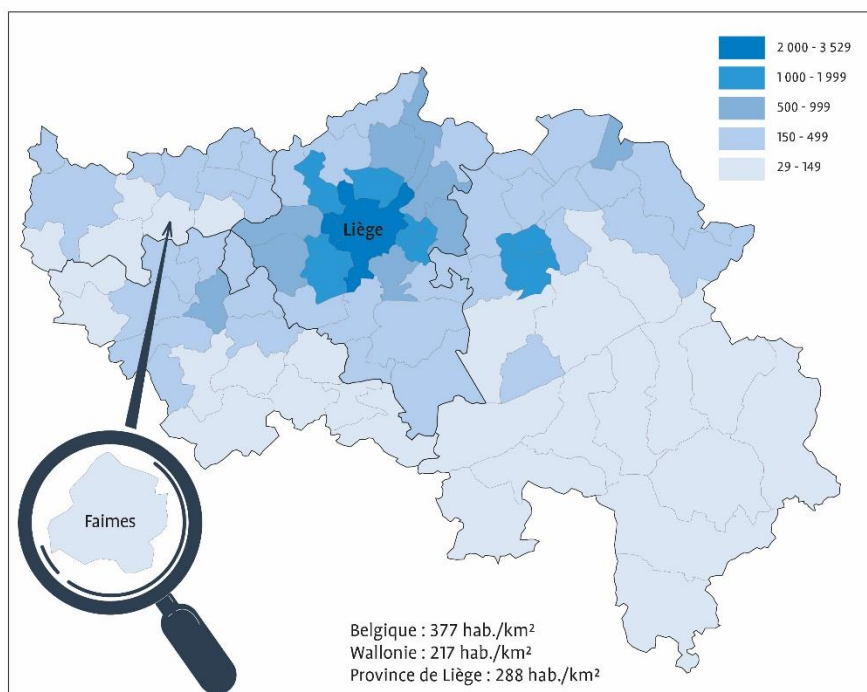 2 000 - 3 529
1 000 - 1 999
500 - 999
150 - 499
29 - 149
Liège
Faimes
Belgique : 377 hab./km²
Wallonie : 217 hab./km²
Province de Liège : 288 hab./km²